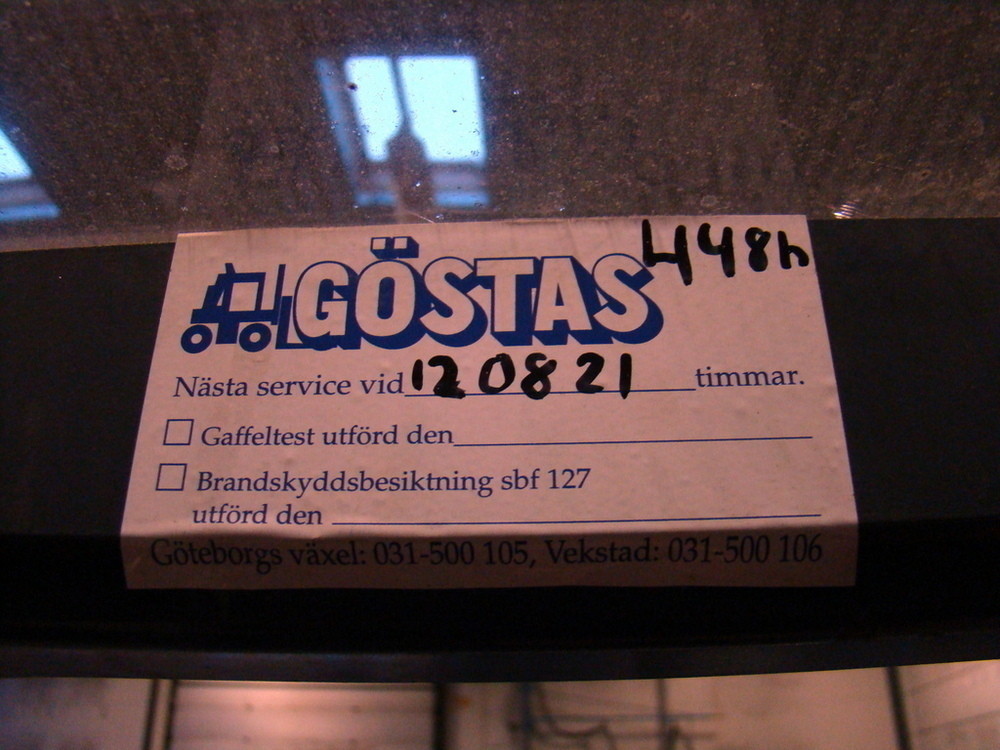 GÖSTAS 448h
Nästa service vid 120821 timmar.
Gaffeltest utförd den
Brandskyddsbesiktning sbf 127
utförd den
Göteborgs växel: 031-500 105, Vekstad: 031-500 106